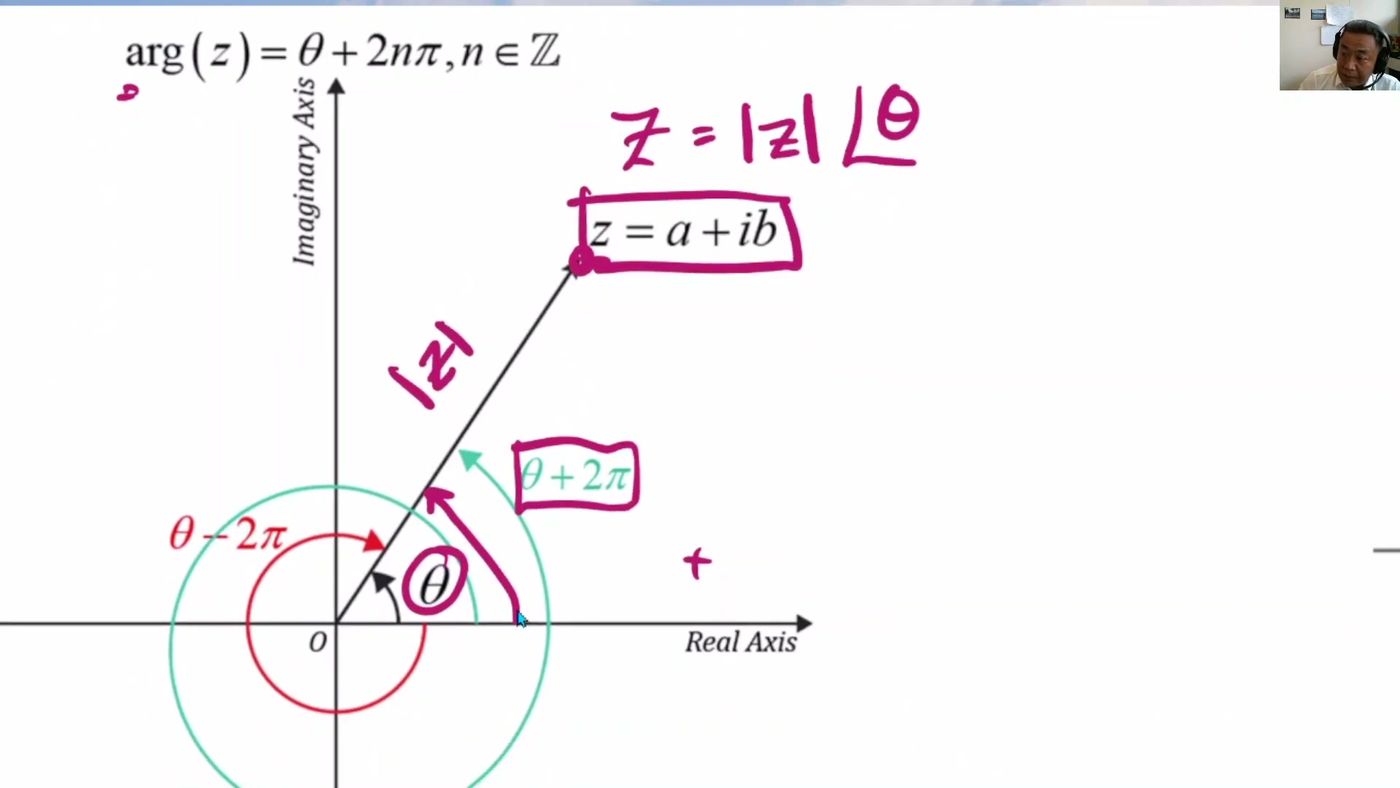 arg(z) = θ + 2nπ, n ∈ ℤ
Imaginary Axis
z = |z| ∠θ
z = a + ib
|z|
θ + 2π
θ − 2π
θ
+
O
Real Axis